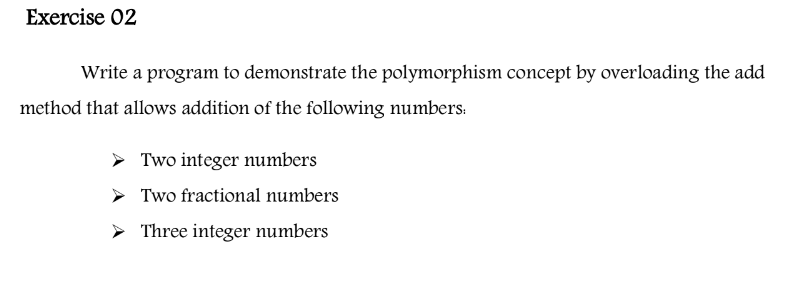 Exercise 02
Write a program to demonstrate the polymorphism concept by overloading the add
method that allows addition of the following numbers:
➢ Two integer numbers
➢ Two fractional numbers
➢ Three integer numbers